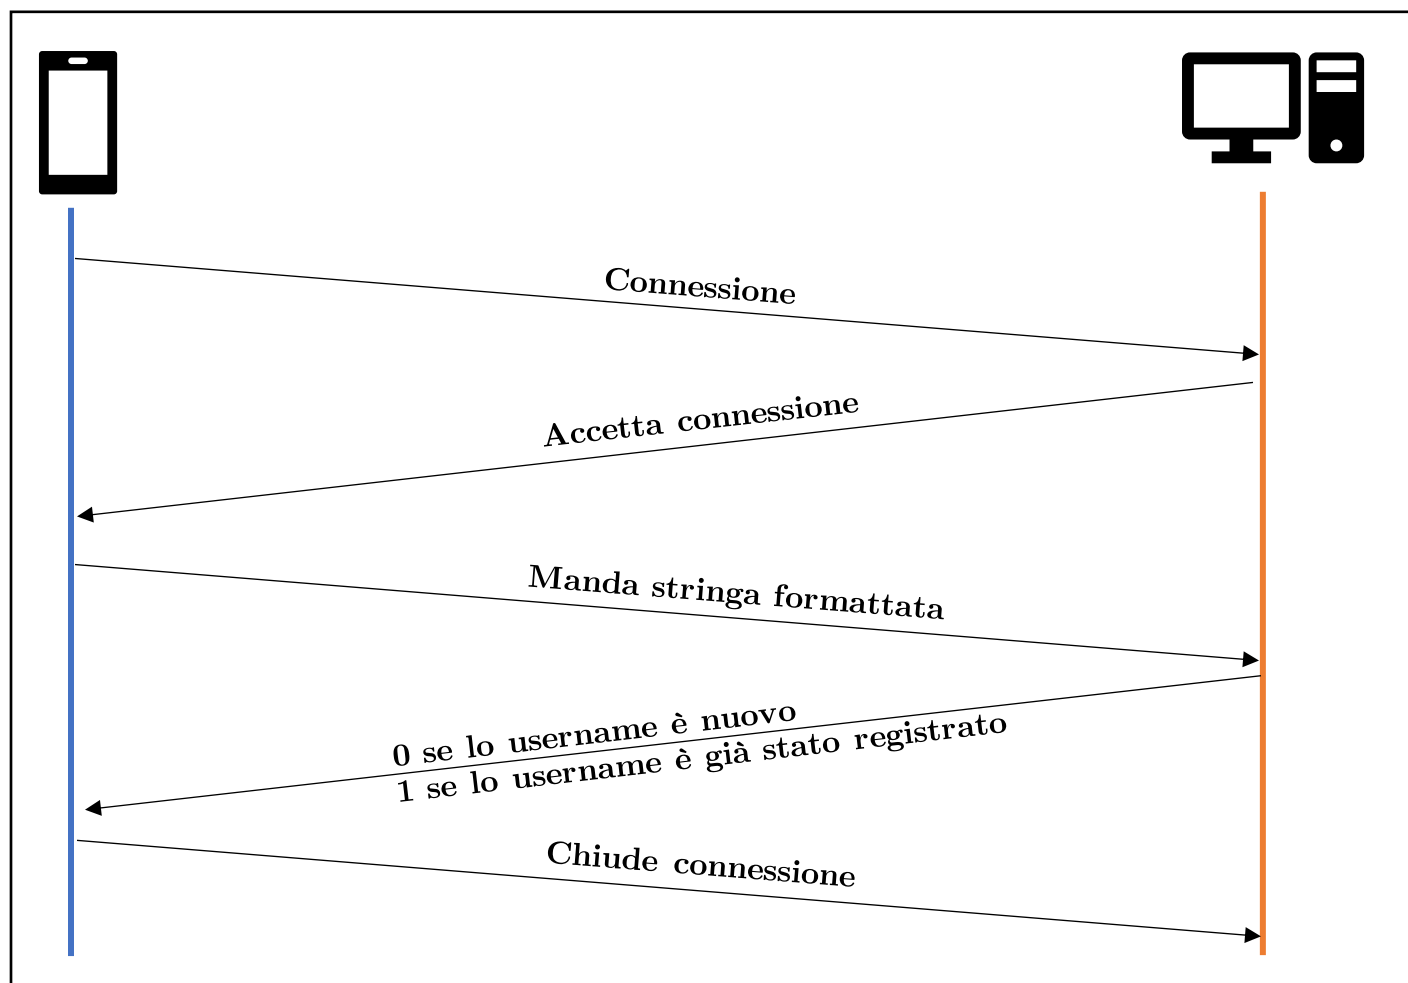 Connessione
Accetta connessione
Manda stringa formattata
0 se lo username è nuovo
1 se lo username è già stato registrato
Chiude connessione